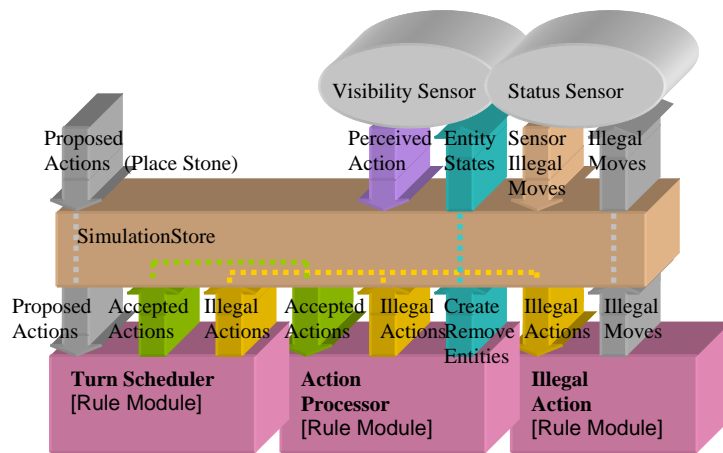 Visibility Sensor
Status Sensor
Proposed
Actions
(Place Stone)
Perceived
Action
Entity
States
Sensor
Illegal
Moves
Illegal
Moves
SimulationStore
Proposed
Actions
Accepted
Actions
Illegal
Actions
Accepted
Actions
Illegal
Actions
Create
Remove
Entities
Illegal
Actions
Illegal
Moves
Turn Scheduler
[Rule Module]
Action
Processor
[Rule Module]
Illegal
Action
[Rule Module]